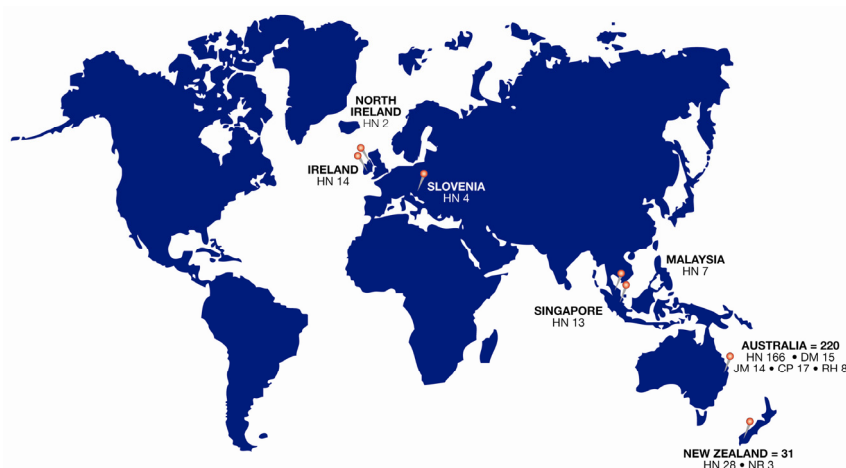 NORTH
IRELAND
HN 2
IRELAND
HN 14
SLOVENIA
HN 4
MALAYSIA
HN 7
SINGAPORE
HN 13
AUSTRALIA = 220
HN 166 • DM 15
JM 14 • CP 17 • RH 8
NEW ZEALAND = 31
HN 28 • NR 3